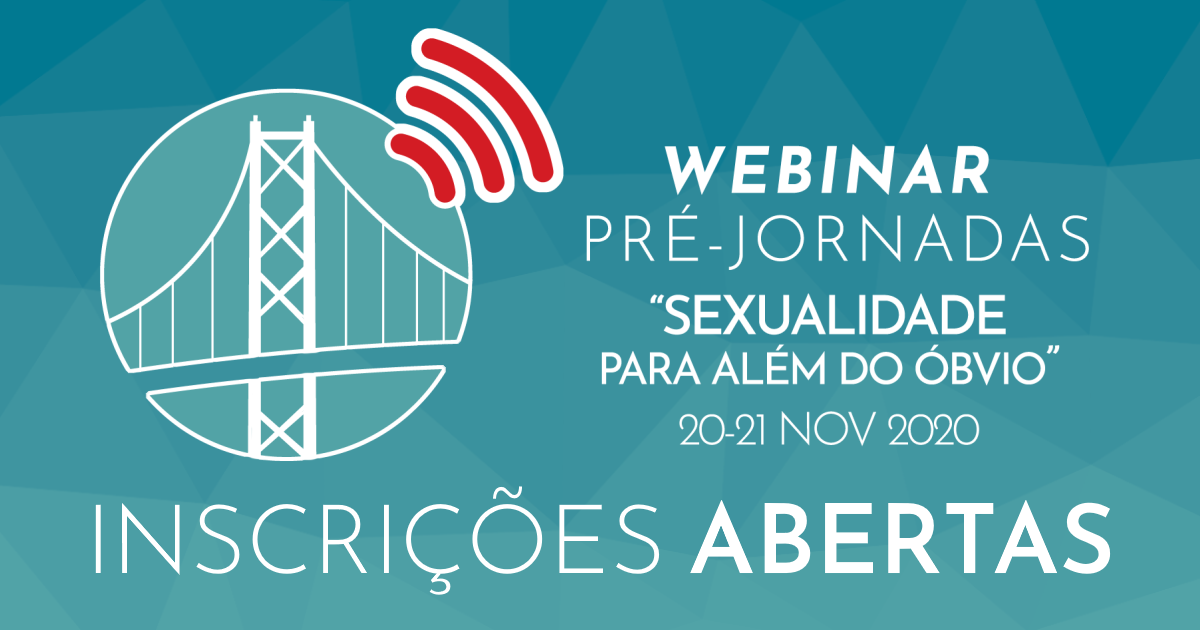 WEBINAR
PRÉ-JORNADAS
“SEXUALIDADE
PARA ALÉM DO ÓBVIO”
20-21 NOV 2020
INSCRIÇÕES ABERTAS